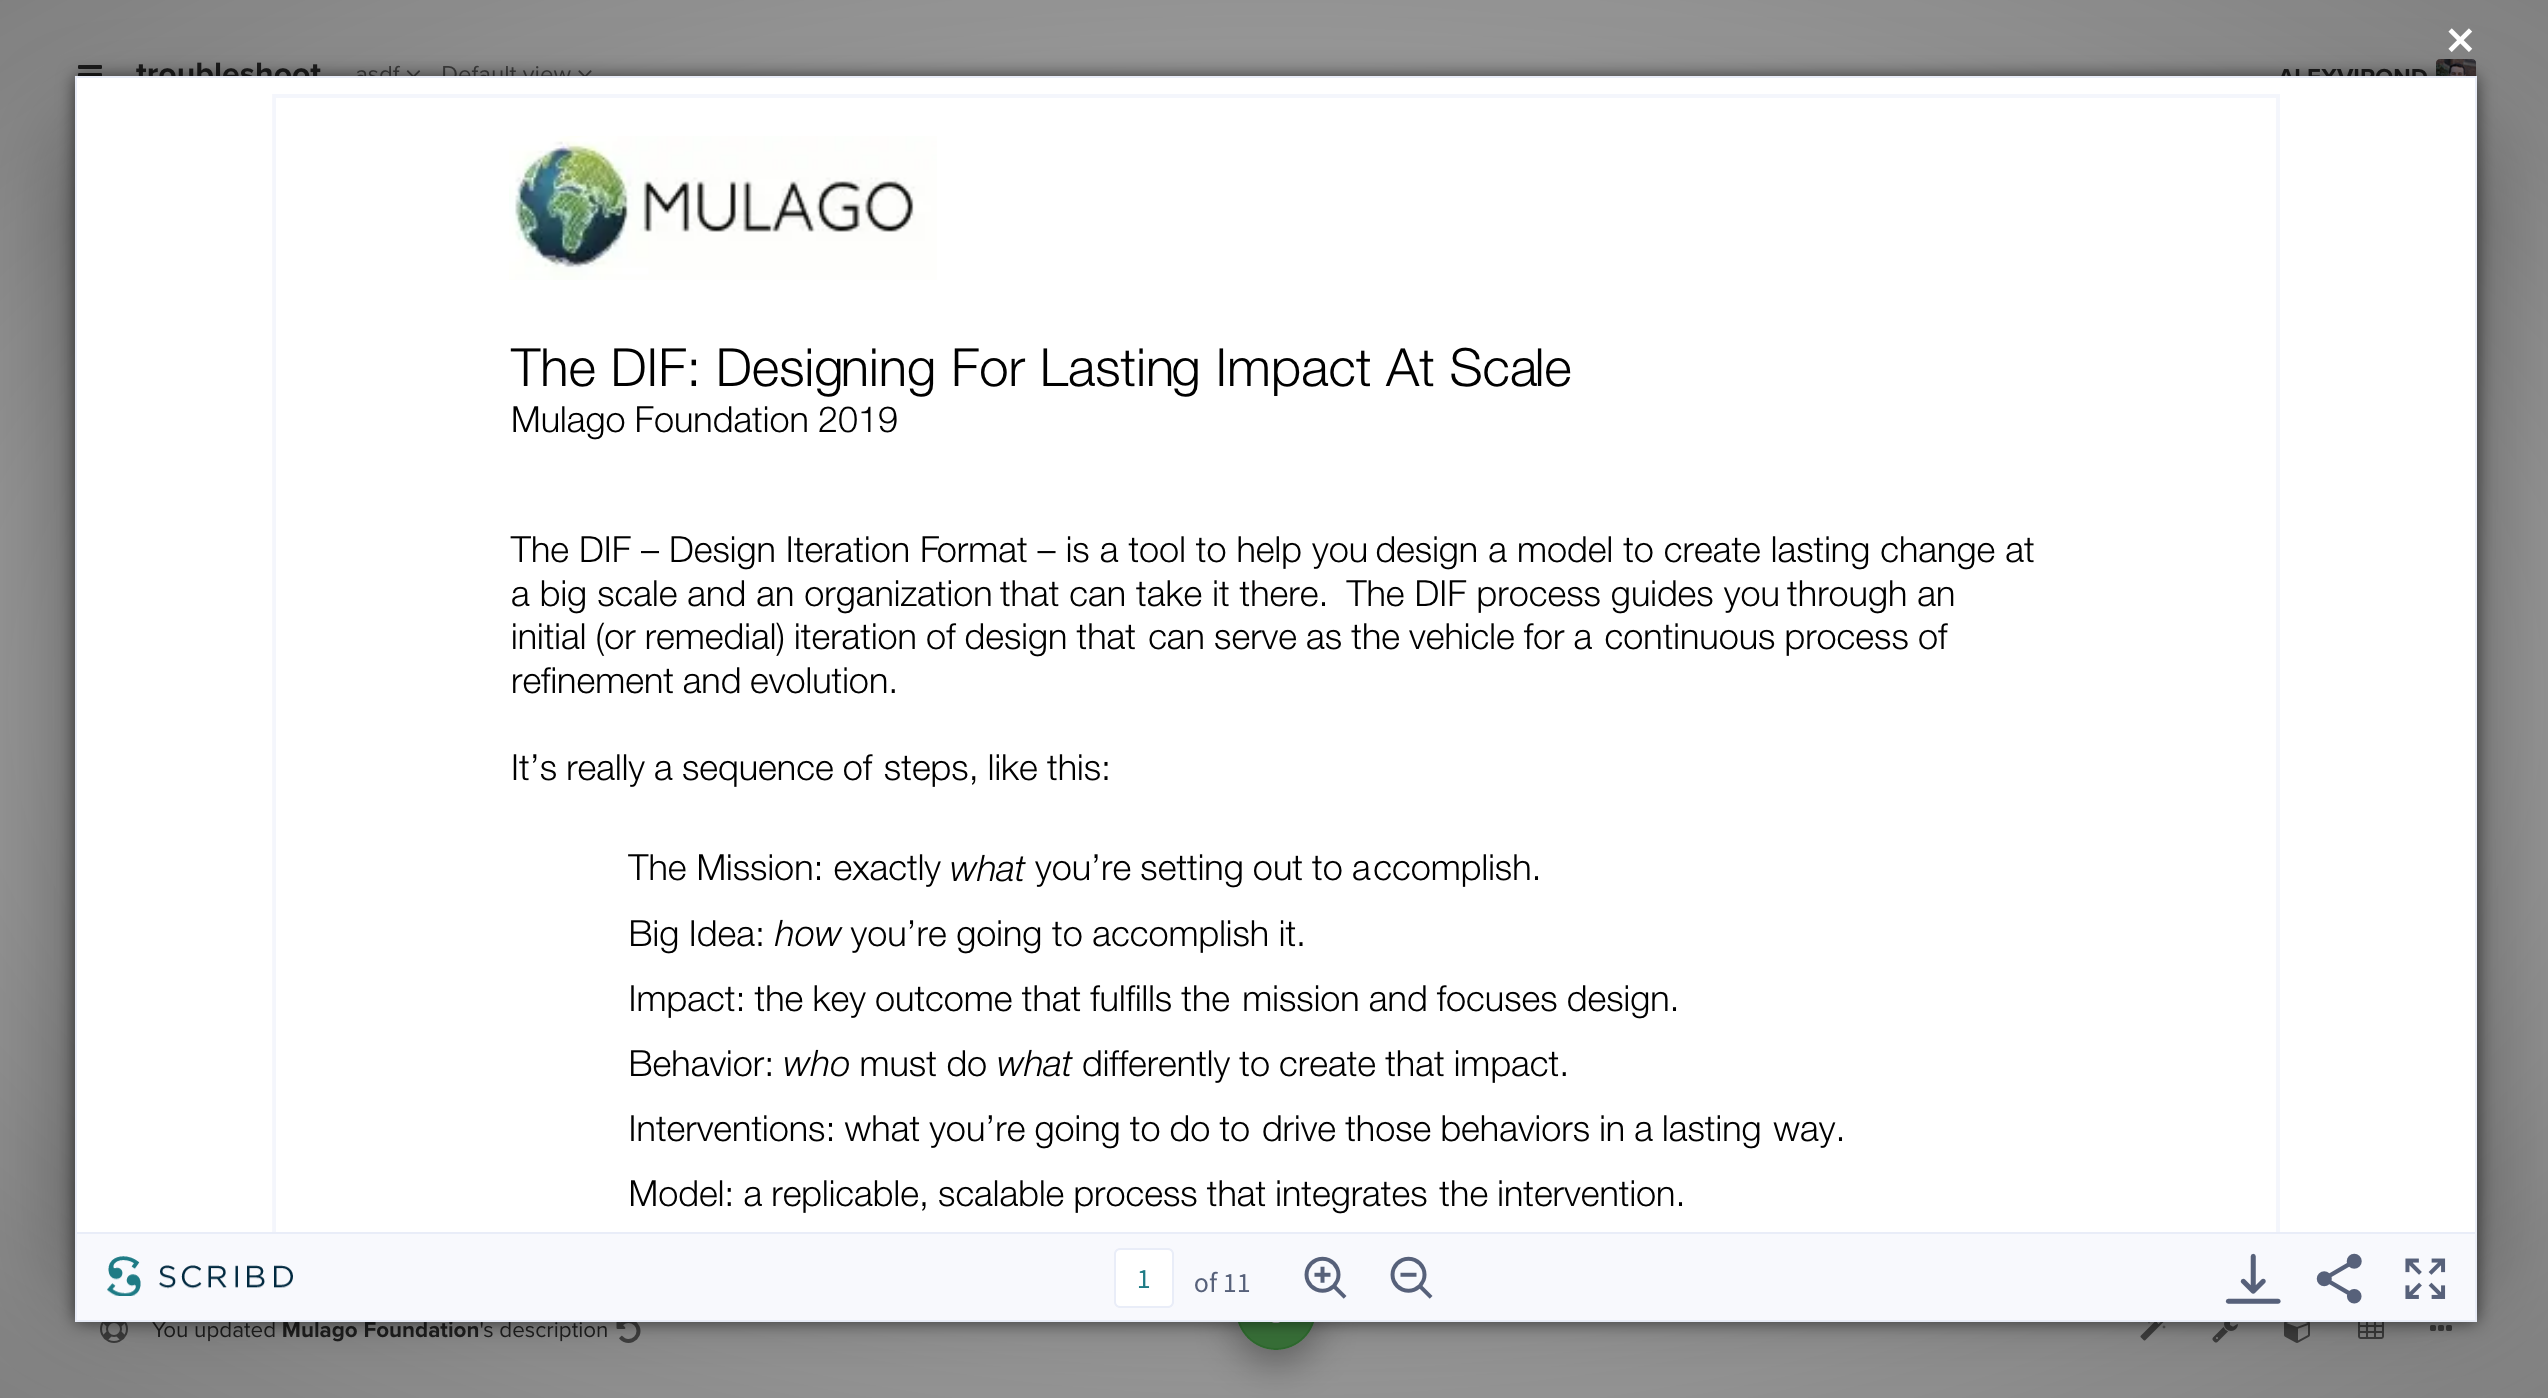 troubleshoot asdf Default view
ALEXVIPOND
MULAGO
The DIF: Designing For Lasting Impact At Scale
Mulago Foundation 2019
The DIF – Design Iteration Format – is a tool to help you design a model to create lasting change at
a big scale and an organization that can take it there. The DIF process guides you through an
initial (or remedial) iteration of design that can serve as the vehicle for a continuous process of
refinement and evolution.
It’s really a sequence of steps, like this:
The Mission: exactly what you’re setting out to accomplish.
Big Idea: how you’re going to accomplish it.
Impact: the key outcome that fulfills the mission and focuses design.
Behavior: who must do what differently to create that impact.
Interventions: what you’re going to do to drive those behaviors in a lasting way.
Model: a replicable, scalable process that integrates the intervention.
SCRIBD 1 of 11
You updated Mulago Foundation's description